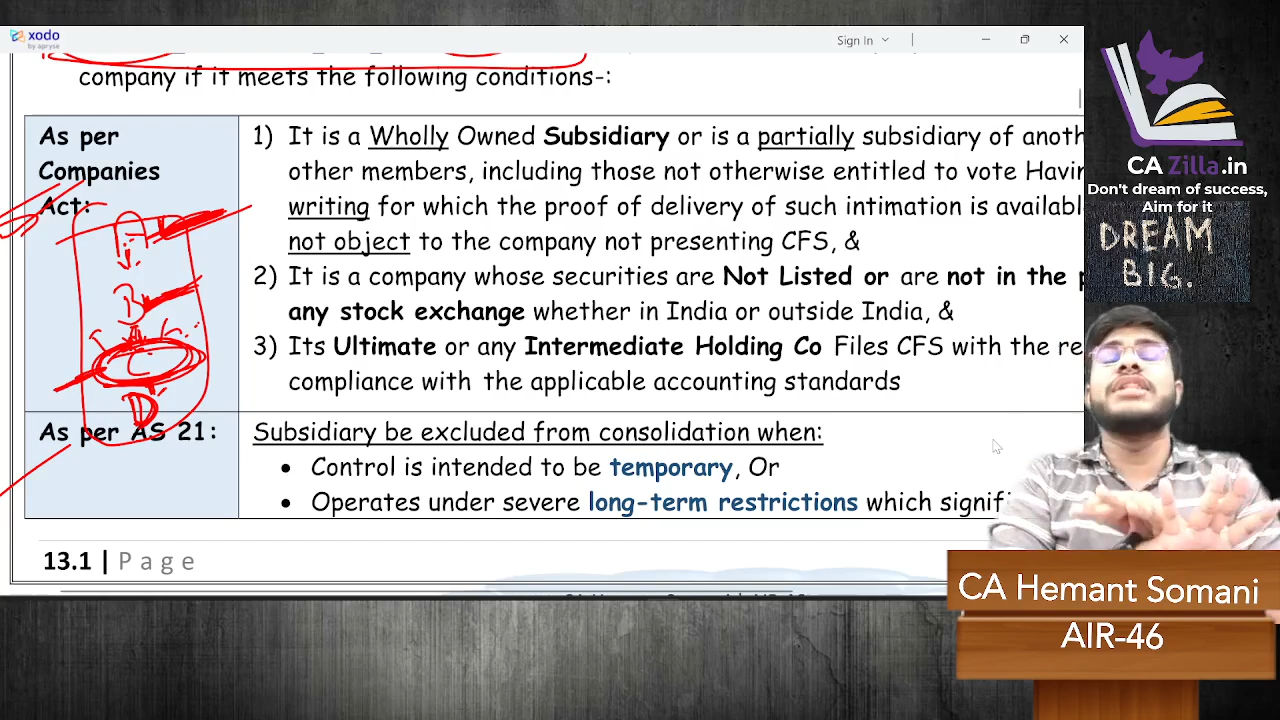 xodo
by apryse
Sign In
company if it meets the following conditions-:
As per
Companies
Act:
1) It is a Wholly Owned Subsidiary or is a partially subsidiary of
other members, including those not otherwise entitled to vote
writing for which the proof of delivery of such intimation is
not object to the company not presenting CFS, &
2) It is a company whose securities are Not Listed or are not in the
any stock exchange whether in India or outside India, &
3) Its Ultimate or any Intermediate Holding Co Files CFS with the
compliance with the applicable accounting standards
As per AS 21:
Subsidiary be excluded from consolidation when:
• Control is intended to be temporary, Or
• Operates under severe long-term restrictions which
13.1 | Page
A
B
C
D
CA Zilla.in
Don't dream of success,
Aim for it
DREAM
BIG.
CA Hemant Somani
AIR-46